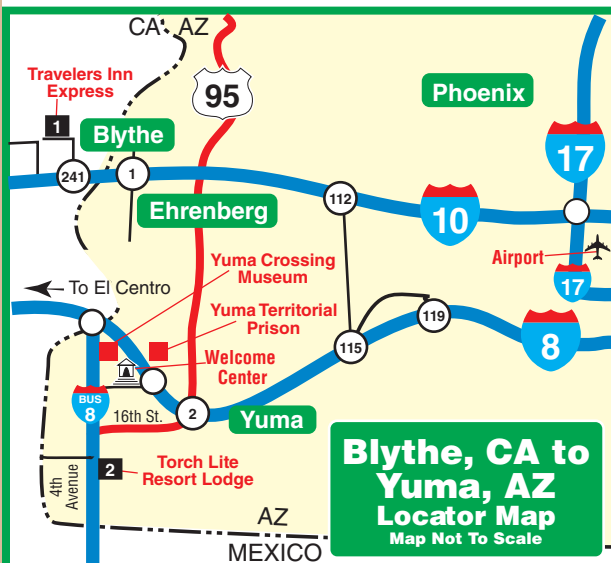 CA AZ
Travelers Inn
Express
95
Phoenix
1
Blythe
17
241
1
112
10
Ehrenberg
Airport
17
Yuma Crossing
Museum
To El Centro
Yuma Territorial
Prison
119
8
115
Welcome
Center
BUS
8
16th St.
2
Yuma
4th
Avenue
2
Torch Lite
Resort Lodge
Blythe, CA to
Yuma, AZ
Locator Map
Map Not To Scale
AZ
MEXICO